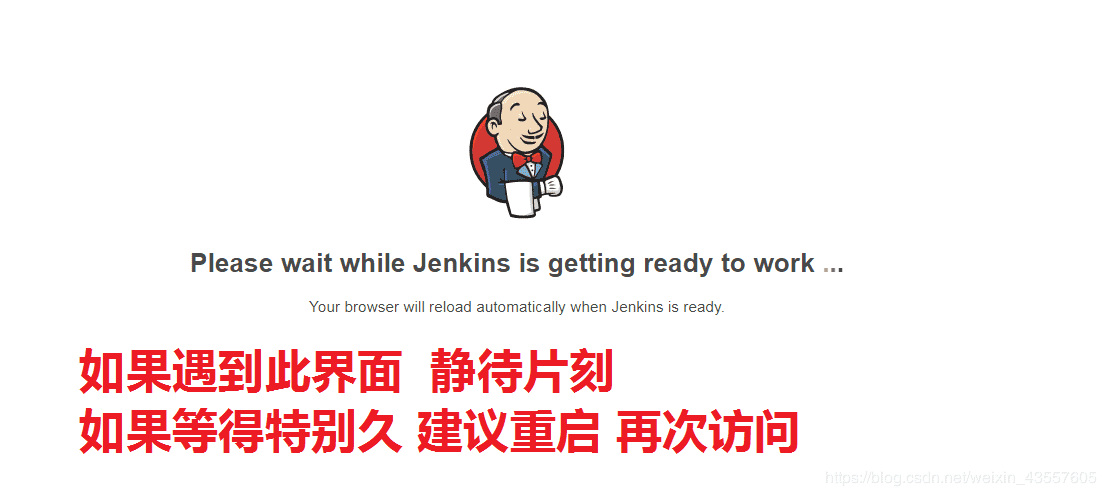 Please wait while Jenkins is getting ready to work ...
Your browser will reload automatically when Jenkins is ready.
如果遇到此界面 静待片刻
如果等得特别久 建议重启 再次访问
https://blog.csdn.net/weixin_43557605